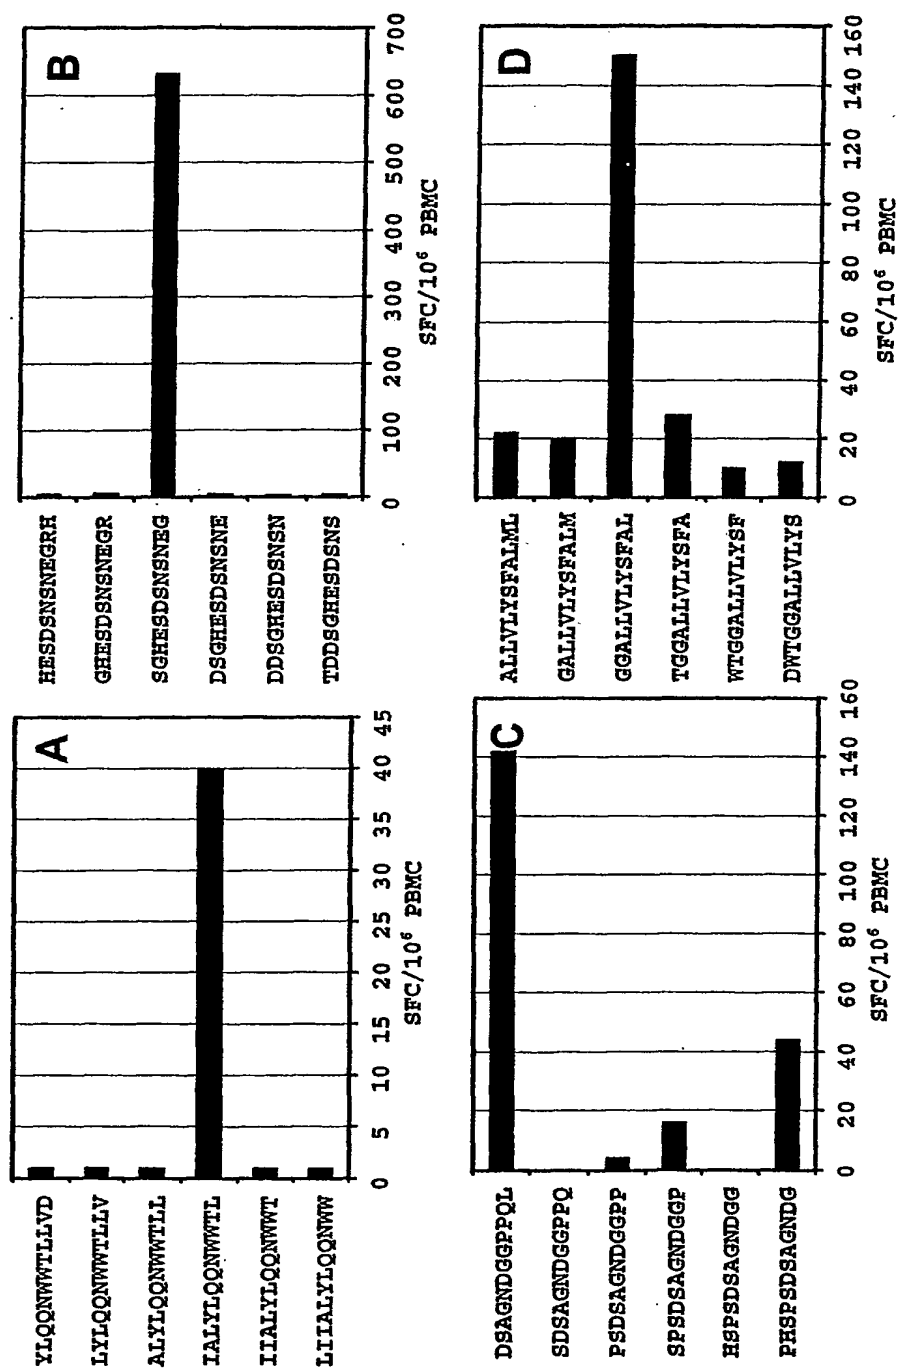 A
YLQQNWWTLLVD
LYLQQNWWTLLV
ALYLQQNWWTLL
IALYLQQNWWTL
IIALYLQQNWWT
LIIALYLQQNWW
0 5 10 15 20 25 30 35 40 45
SFC/10⁶ PBMC
B
HESDSNSNEGRH
GHESDSNSNEGR
SGHESDSNSNEG
DSGHESDSNSNE
DDSGHESDSNSN
TDDSGHESDSNS
0 100 200 300 400 500 600 700
SFC/10⁶ PBMC
C
DSAGNDGGPPQL
SDSAGNDGGPPQ
PSDSAGNDGGPP
SPSDSAGNDGGP
HSPSDSAGNDGG
PHSPSDSAGNDG
0 20 40 60 80 100 120 140 160
SFC/10⁶ PBMC
D
ALLVLYSFALML
GALLVLYSFALM
GGALLVLYSFAL
TGGALLVLYSFA
WTGGALLVLYSF
DWTGGALLVLYS
0 20 40 60 80 100 120 140 160
SFC/10⁶ PBMC